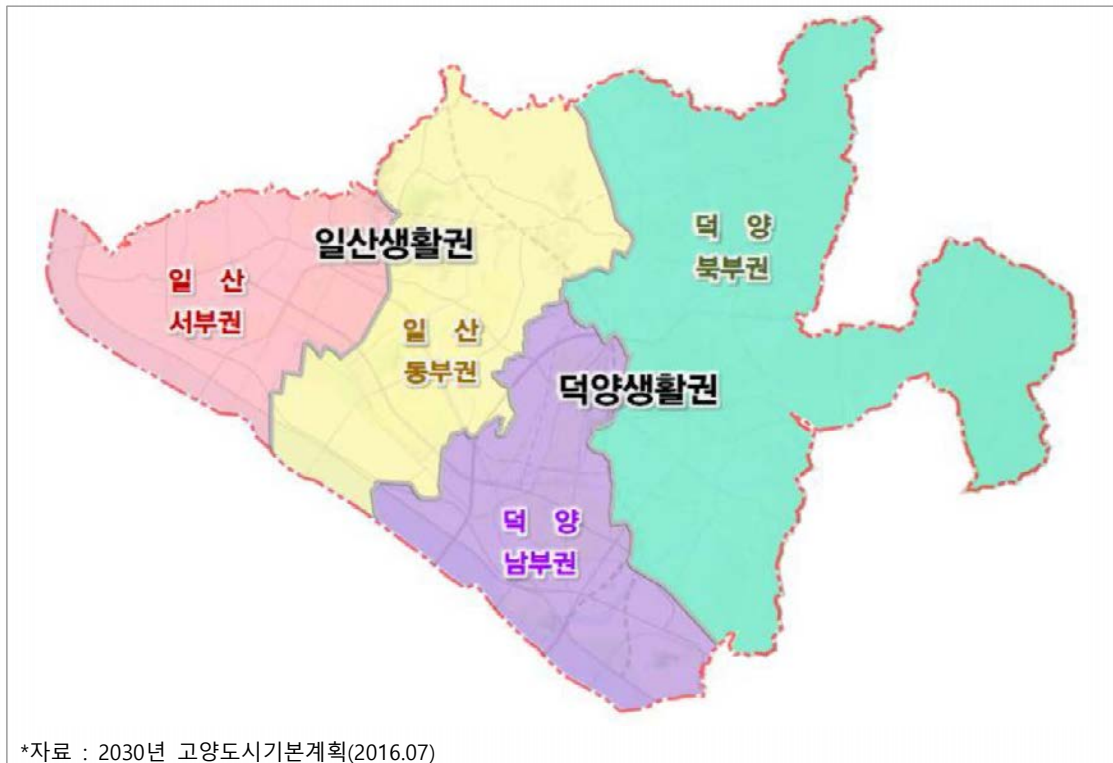 일산생활권
일 산
서부권
일 산
동부권
덕 양
북부권
덕양생활권
덕 양
남부권
*자료 : 2030년 고양도시기본계획(2016.07)